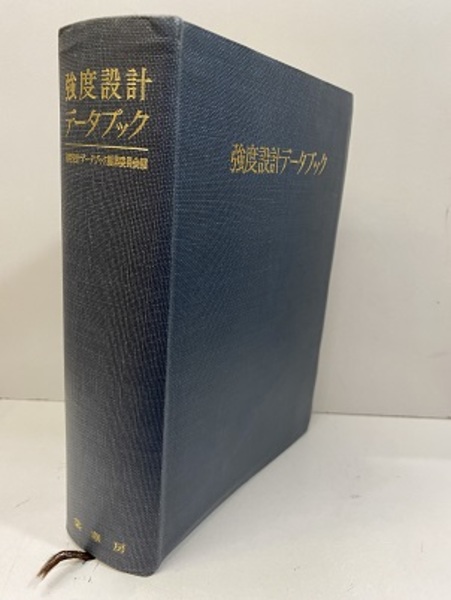 強度設計
データブック
強度設計データブック編集委員会編
裳華房
強度設計データブック